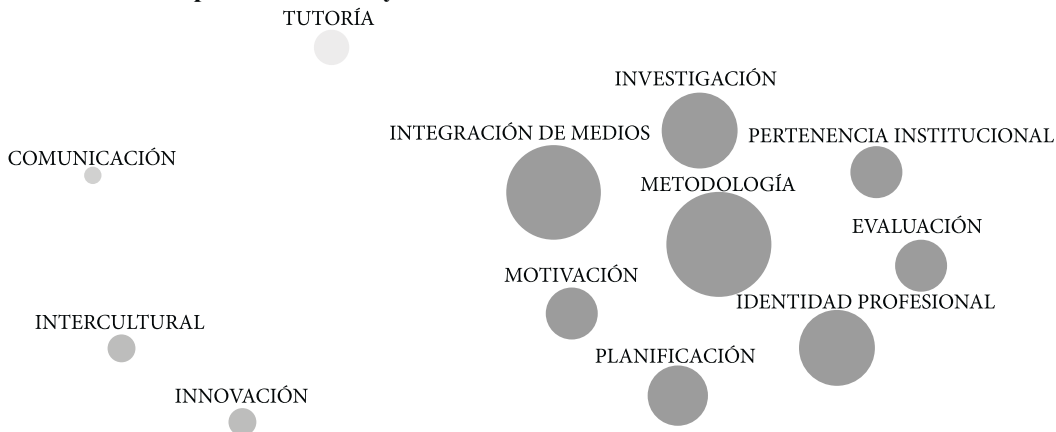 TUTORÍA
INVESTIGACIÓN
INTEGRACIÓN DE MEDIOS
PERTENENCIA INSTITUCIONAL
COMUNICACIÓN
METODOLOGÍA
EVALUACIÓN
MOTIVACIÓN
IDENTIDAD PROFESIONAL
INTERCULTURAL
PLANIFICACIÓN
INNOVACIÓN